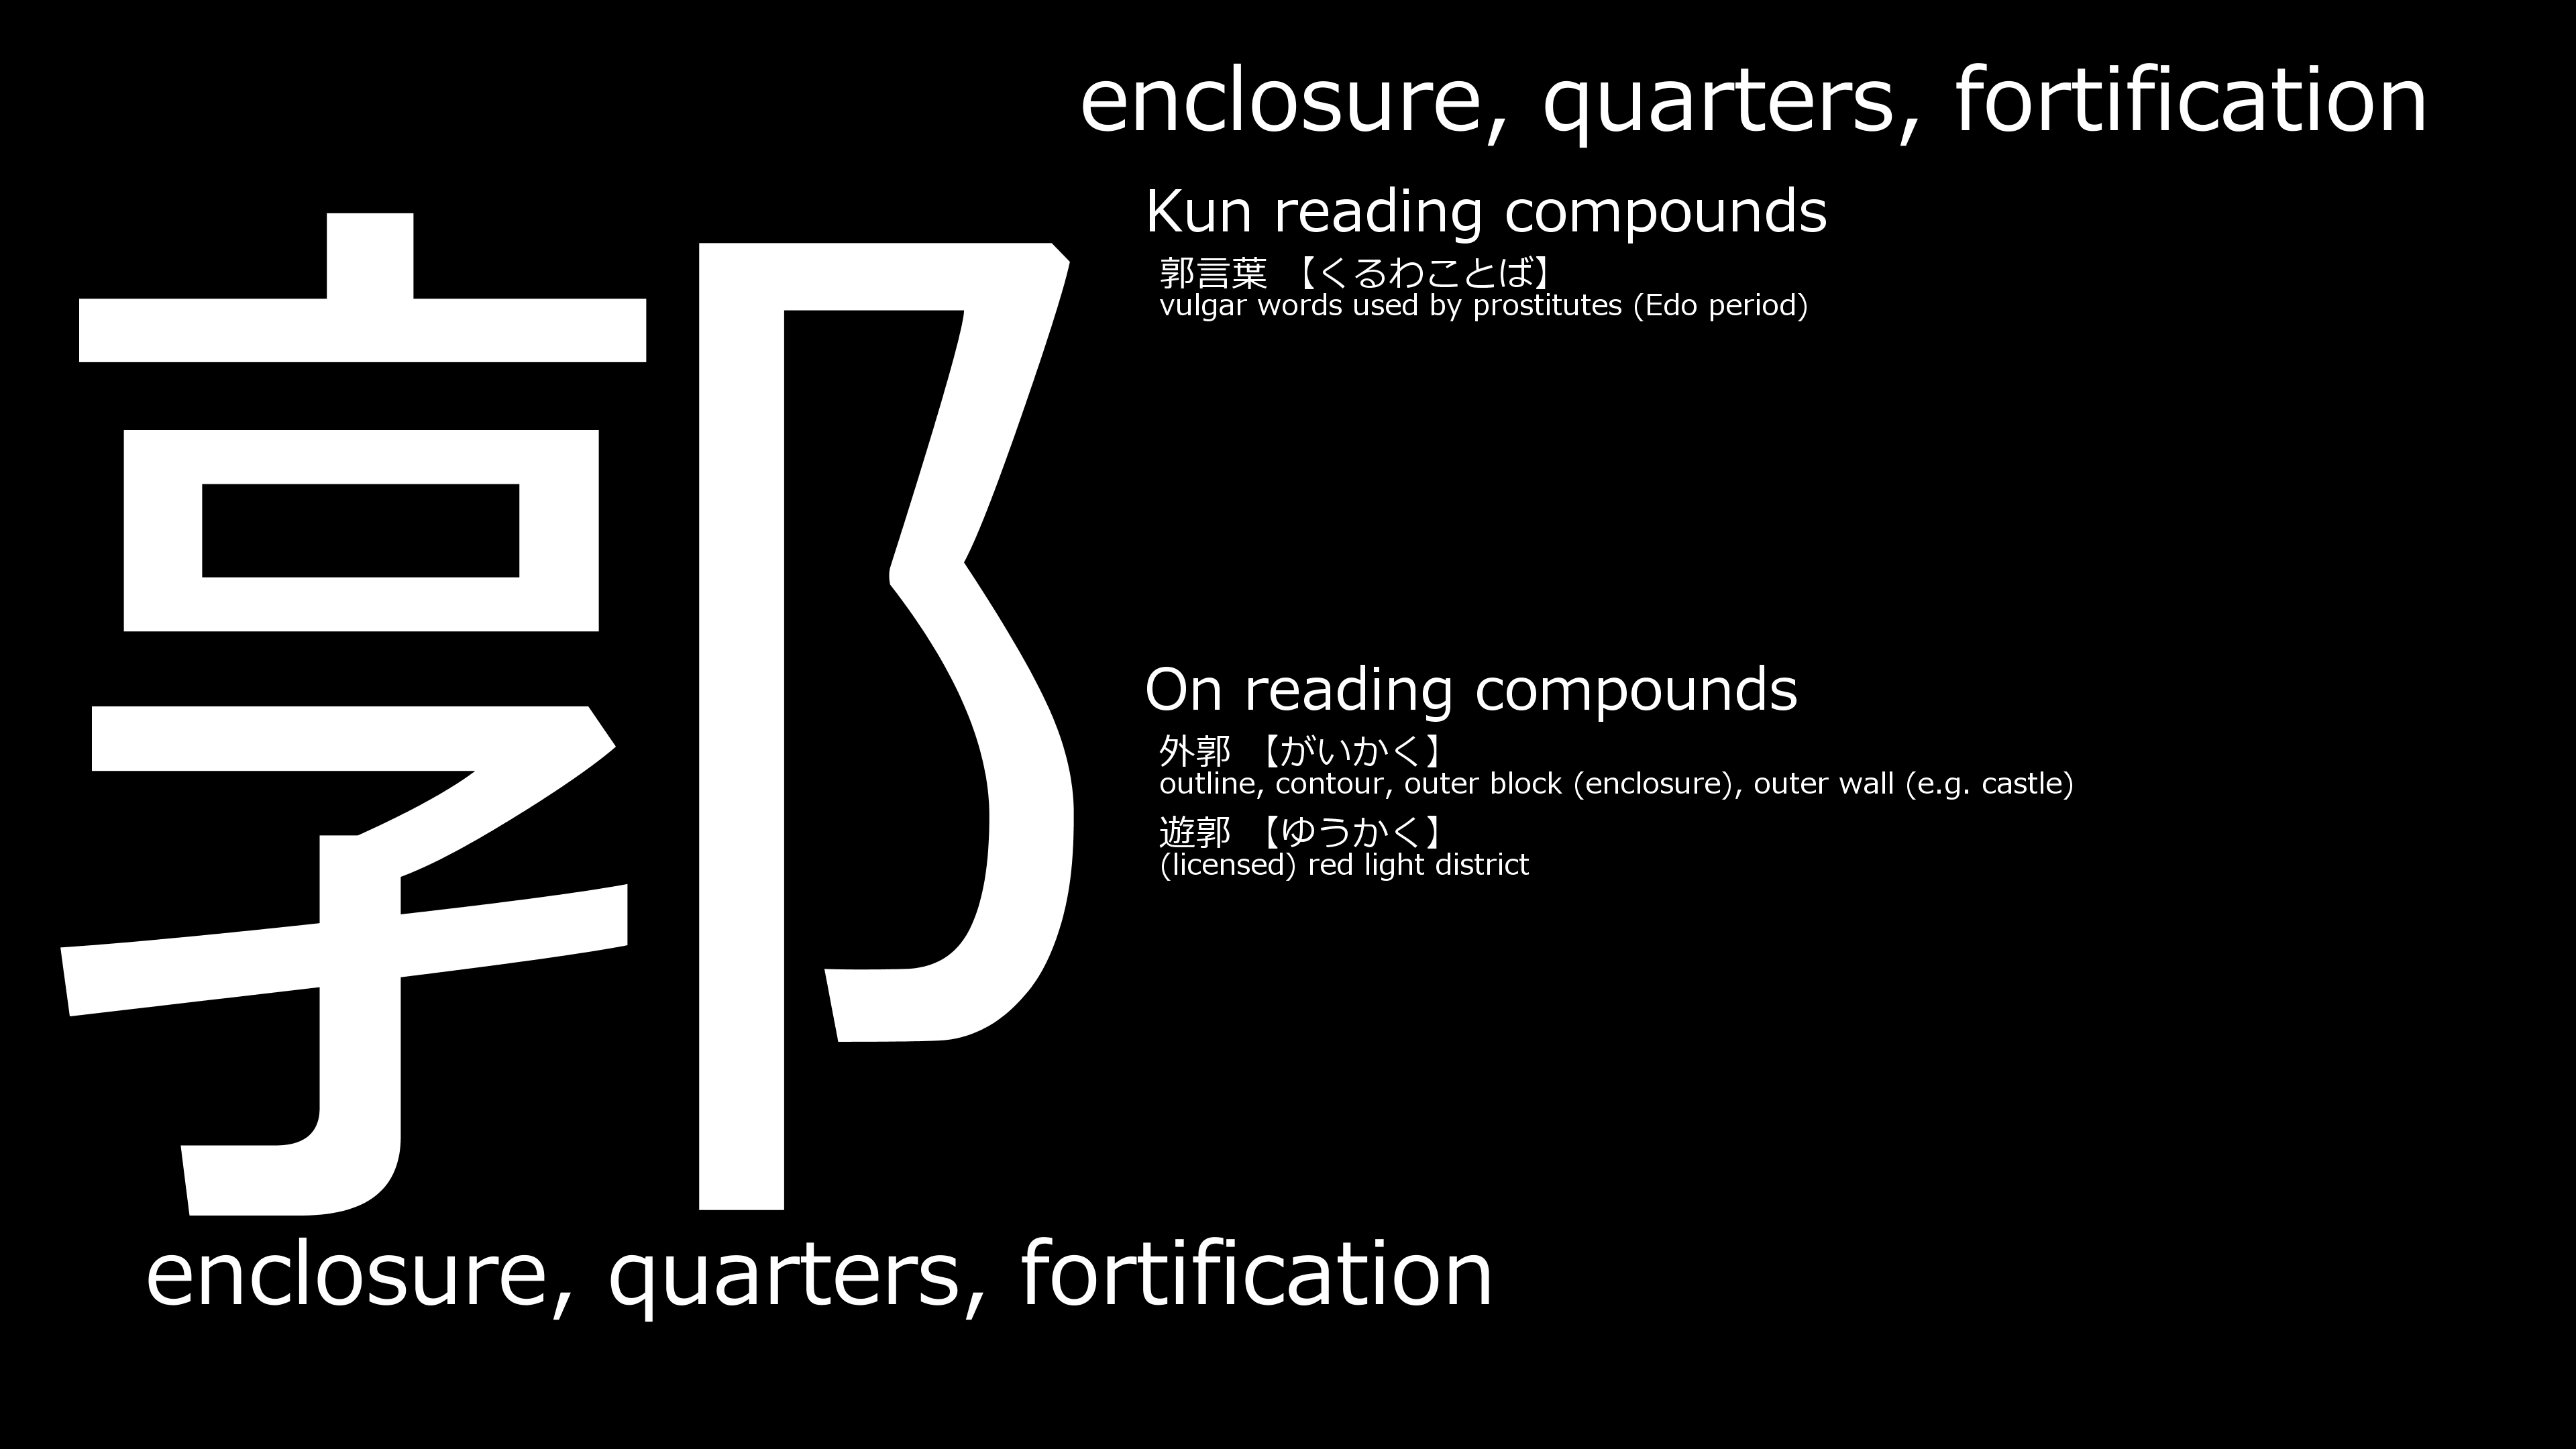 enclosure, quarters, fortification
郭
Kun reading compounds
郭言葉 【くるわことば】
vulgar words used by prostitutes (Edo period)
On reading compounds
外郭 【がいかく】
outline, contour, outer block (enclosure), outer wall (e.g. castle)
遊郭 【ゆうかく】
(licensed) red light district
enclosure, quarters, fortification